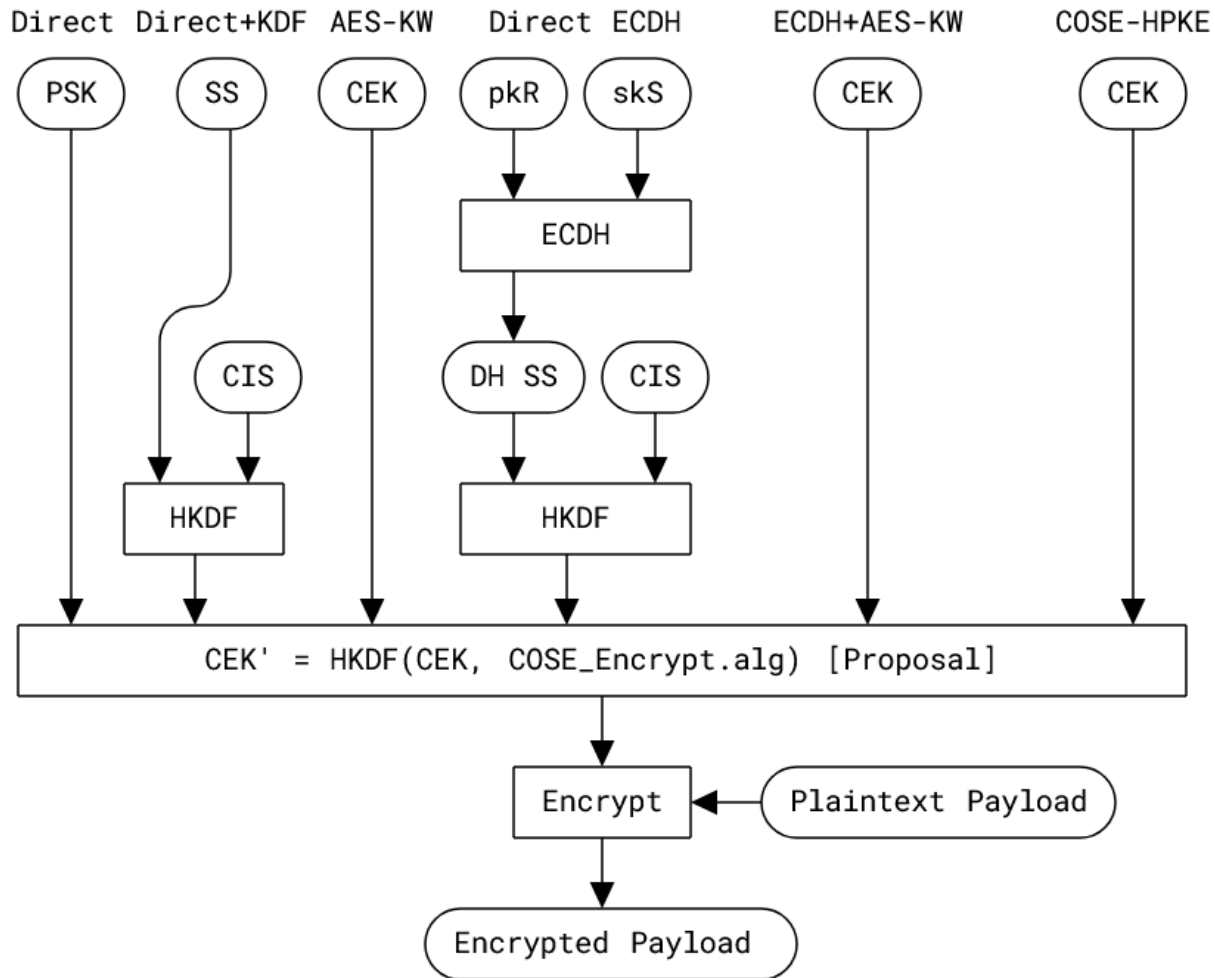 Direct Direct+KDF AES-KW Direct ECDH ECDH+AES-KW COSE-HPKE
PSK SS CEK pkR skS CEK CEK
ECDH
CIS DH SS CIS
HKDF HKDF
CEK' = HKDF(CEK, COSE_Encrypt.alg) [Proposal]
Encrypt Plaintext Payload
Encrypted Payload